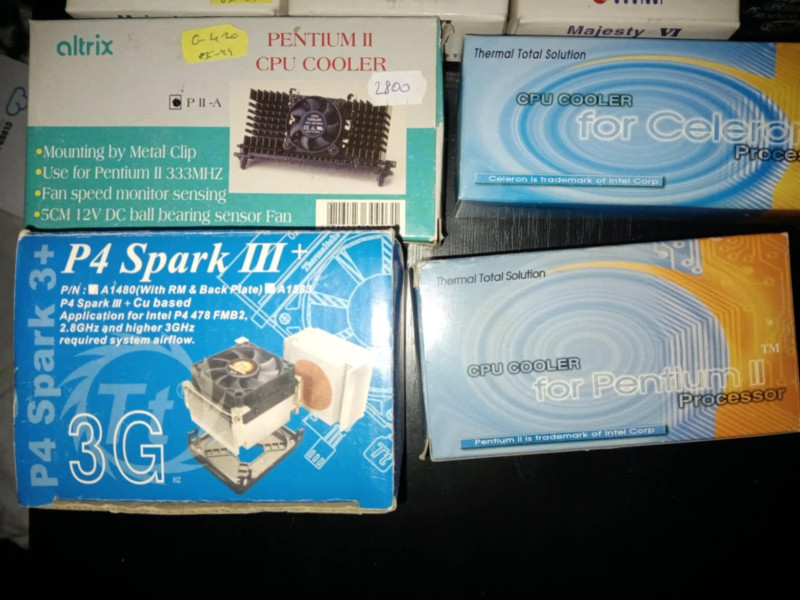 Majesty VI
altrix
G-420
PENTIUM II
CPU COOLER
2800
P II-A
•Mounting by Metal Clip
•Use for Pentium II 333MHZ
•Fan speed monitor sensing
•5CM 12V DC ball bearing sensor Fan
Thermal Total Solution
CPU COOLER
for Celeron
Processor
Celeron is trademark of Intel Corp
P4 Spark 3+
P4 Spark III+
P/N: A1480(With RM & Back Plate)
P4 Spark III + Cu based
Application for Intel P4 478 FMB2,
2.8GHz and higher 3GHz
required system airflow.
Tt
3G
HZ
Thermal Total Solution
CPU COOLER
for Pentium II
TM
Processor
Pentium II is trademark of Intel Corp